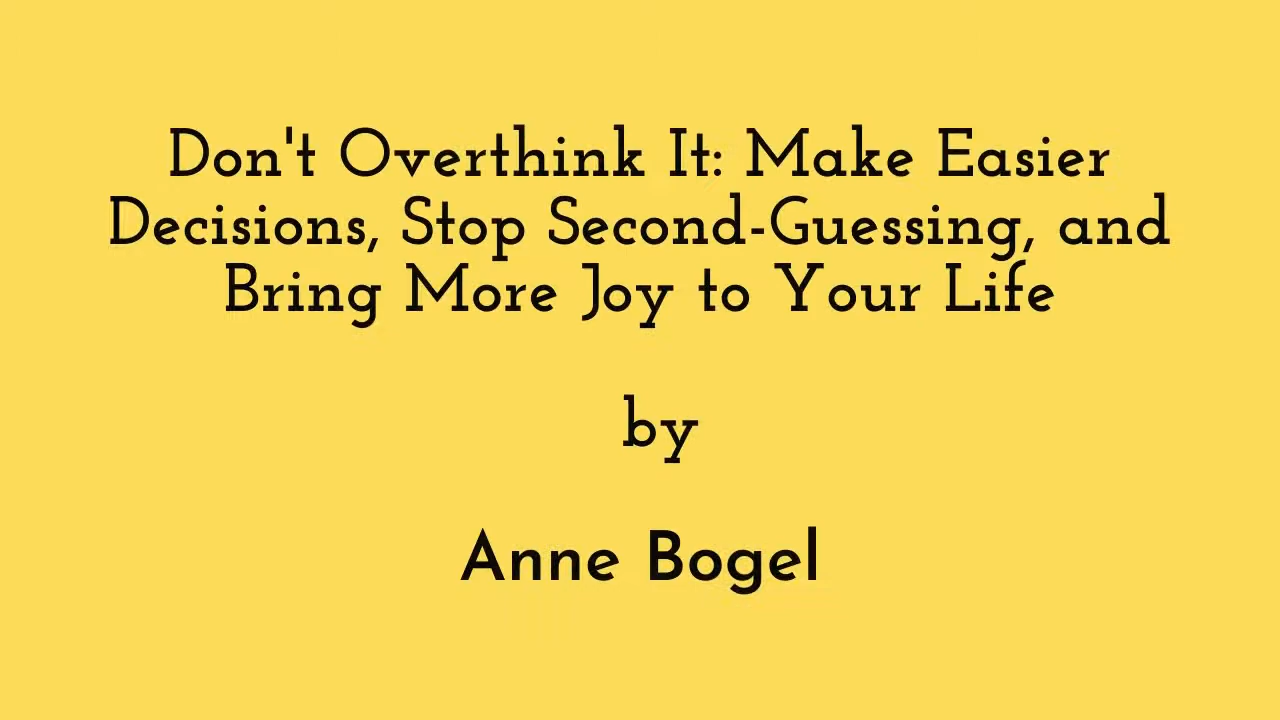 Don't Overthink It: Make Easier
Decisions, Stop Second-Guessing, and
Bring More Joy to Your Life
by
Anne Bogel